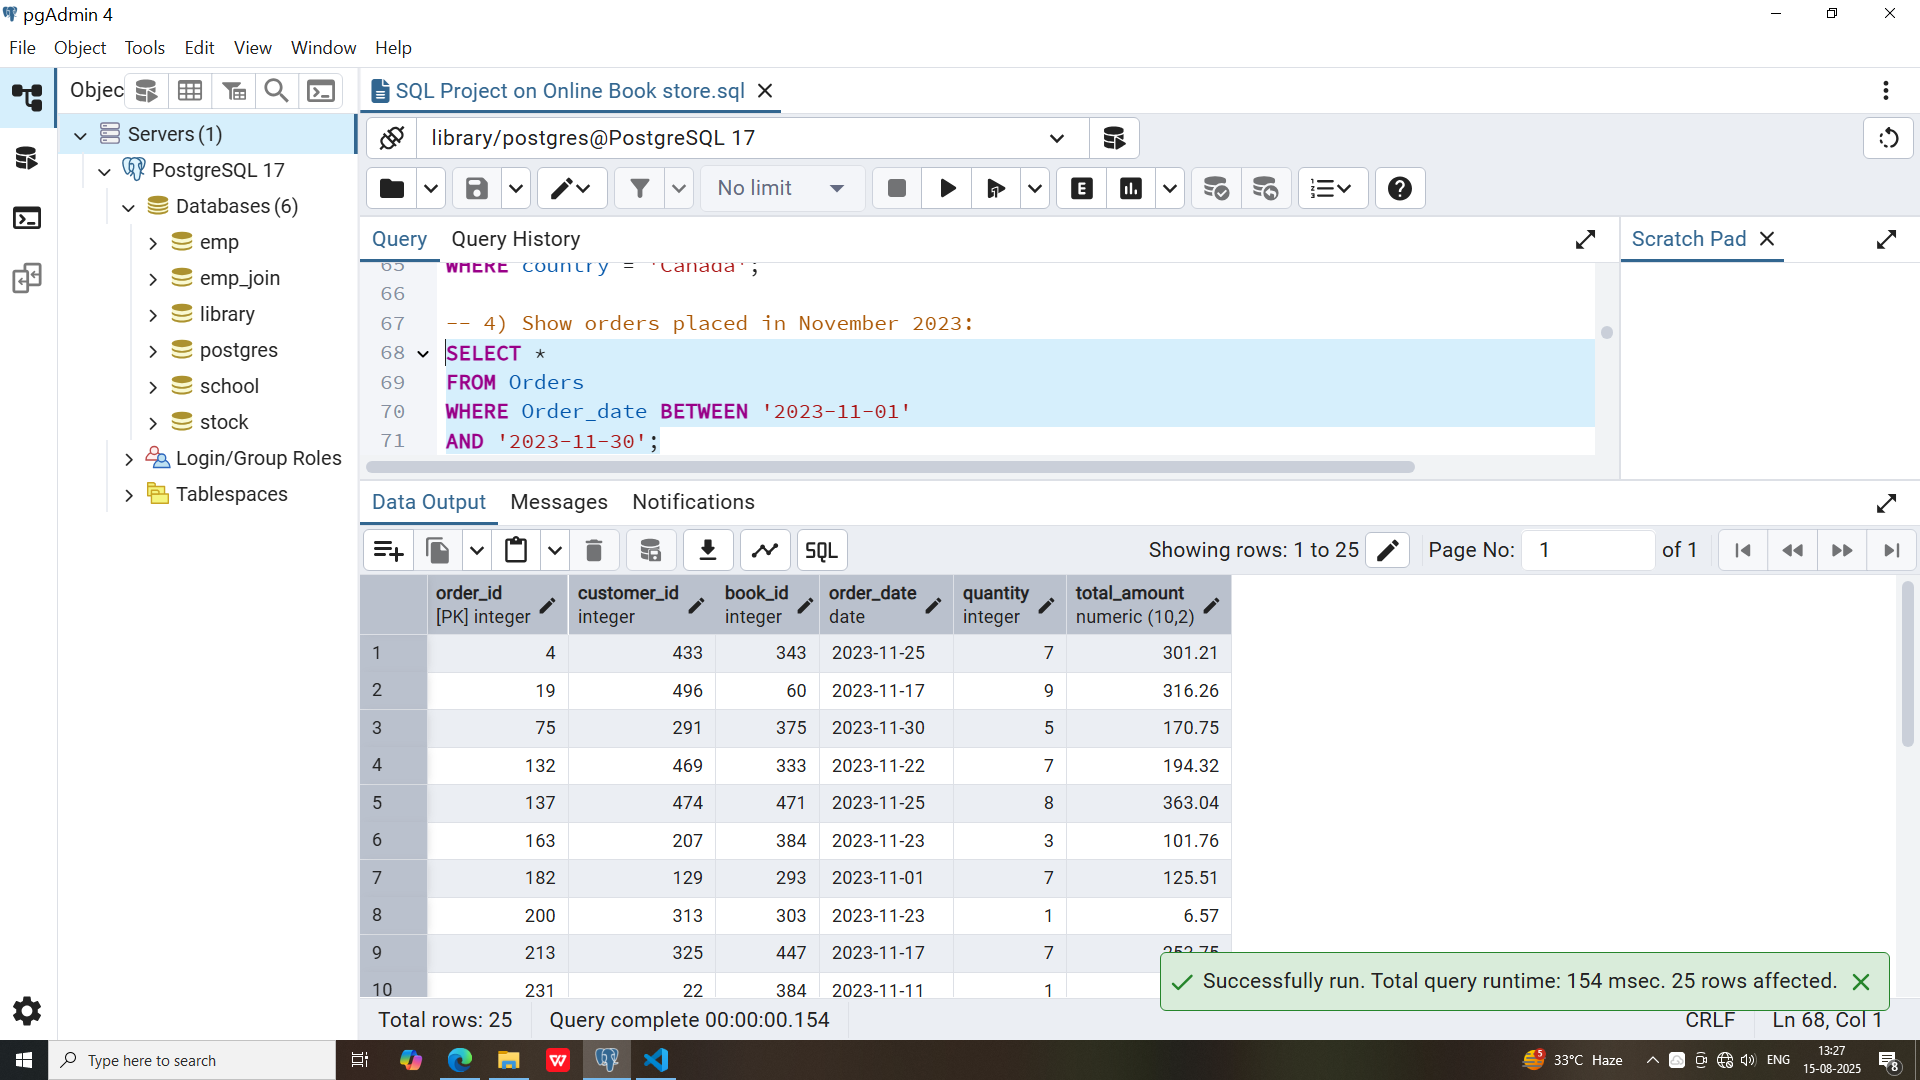 pgAdmin 4
File Object Tools Edit View Window Help
Objec
SQL Project on Online Book store.sql
Servers (1)
PostgreSQL 17
Databases (6)
emp
emp_join
library
postgres
school
stock
Login/Group Roles
Tablespaces
library/postgres@PostgreSQL 17
No limit
Query Query History
Scratch Pad
65 WHERE country = 'Canada';
66
67 -- 4) Show orders placed in November 2023:
68 SELECT *
69 FROM Orders
70 WHERE Order_date BETWEEN '2023-11-01'
71 AND '2023-11-30';
Data Output Messages Notifications
SQL
Showing rows: 1 to 25 Page No: 1 of 1
order_id customer_id book_id order_date quantity total_amount
[PK] integer integer integer date integer numeric (10,2)
1 4 433 343 2023-11-25 7 301.21
2 19 496 60 2023-11-17 9 316.26
3 75 291 375 2023-11-30 5 170.75
4 132 469 333 2023-11-22 7 194.32
5 137 474 471 2023-11-25 8 363.04
6 163 207 384 2023-11-23 3 101.76
7 182 129 293 2023-11-01 7 125.51
8 200 313 303 2023-11-23 1 6.57
9 213 325 447 2023-11-17 7
10 231 22 384 2023-11-11 1
Successfully run. Total query runtime: 154 msec. 25 rows affected.
Total rows: 25 Query complete 00:00:00.154 CRLF Ln 68, Col 1
Type here to search
5 33°C Haze ENG 13:27
15-08-2025 8